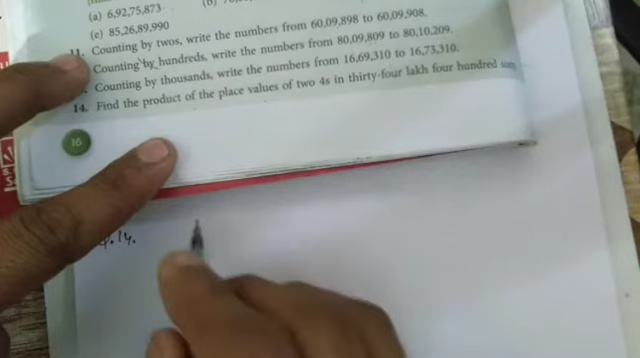 (a) 6,92,75,873
(b)
(c) 85,26,89,990
11. Counting by twos, write the numbers from 60,09,898 to 60,09,908.
Counting by hundreds, write the numbers from 80,09,809 to 80,10,209.
Counting by thousands, write the numbers from 16,69,310 to 16,73,310.
14. Find the product of the place values of two 4s in thirty-four lakh four hundred
16
.14.